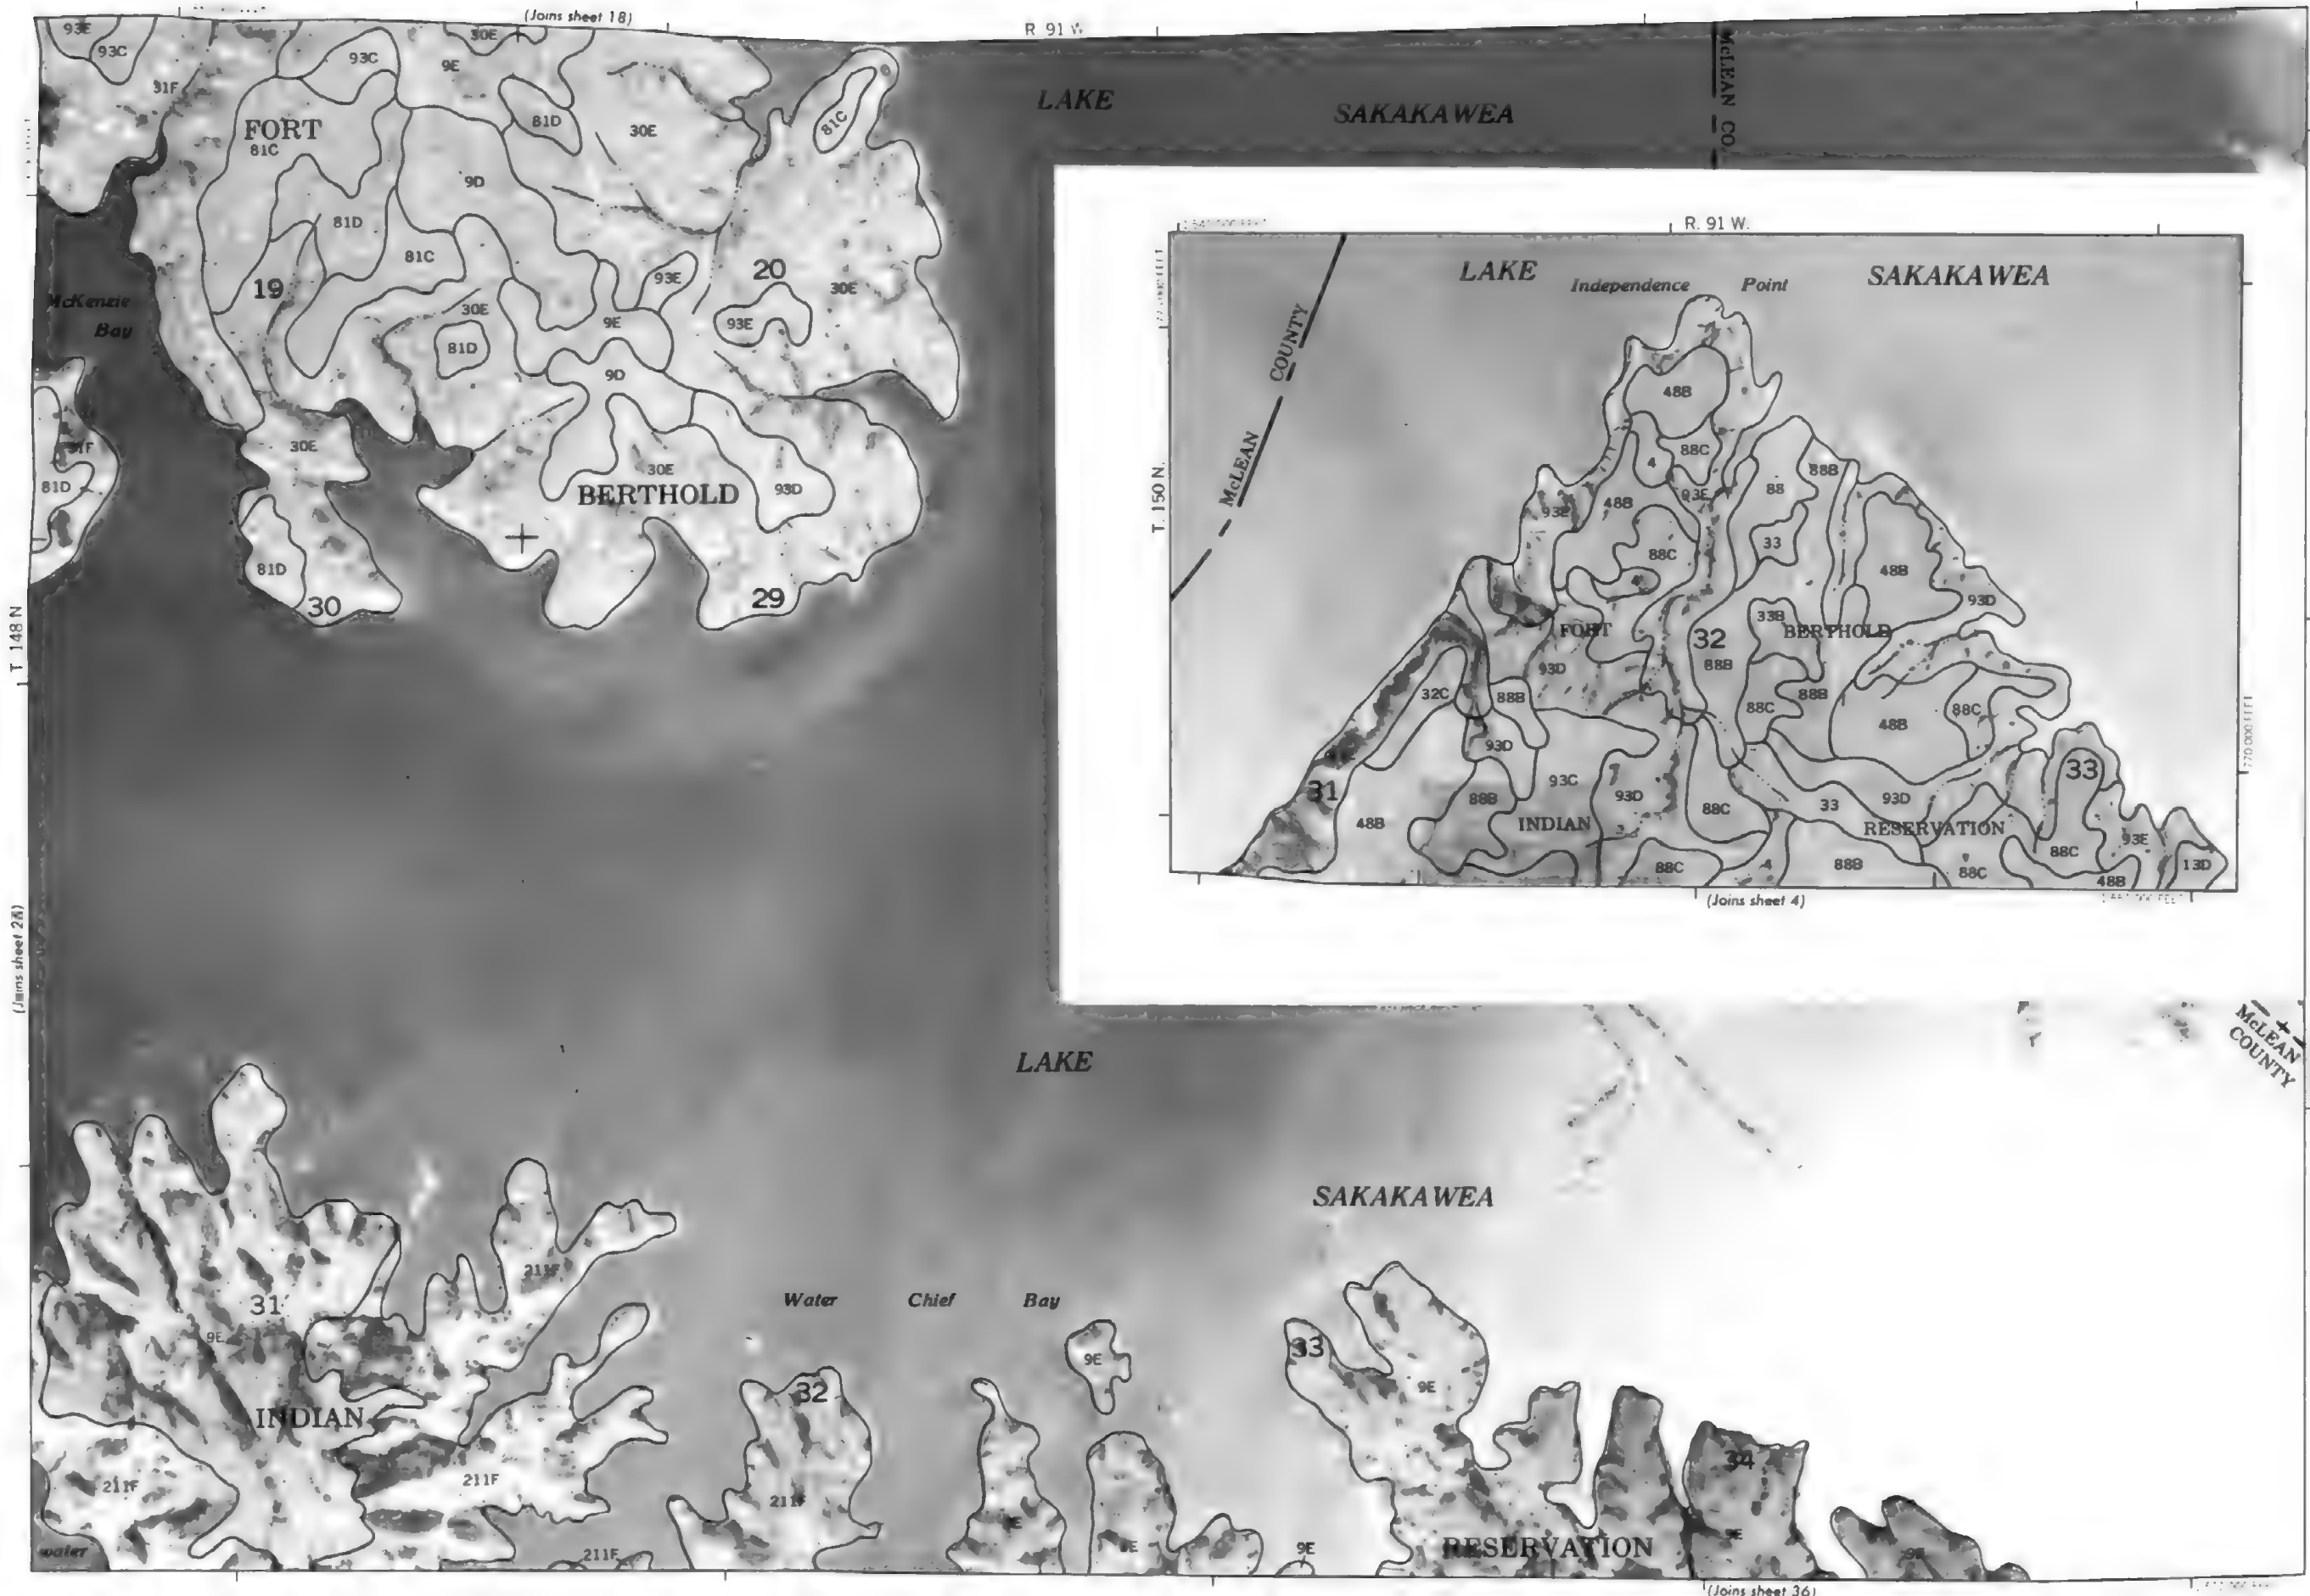 (Joins sheet 18)
R 91 W
93E
93C
93C
30E
9E
31F
McLEAN CO.
LAKE
SAKAKAWEA
FORT
81C
81D
30E
81C
9D
81D
81C
19
93E
20
30E
McKenzie
Bay
30E
9E
93E
81D
9D
81D
30E
30E
BERTHOLD
93D
81D
30
29
T 148 N
R. 91 W.
LAKE
Independence Point
SAKAKAWEA
McLEAN COUNTY
T. 150 N.
48B
88C
4
88B
93E
48B
93E
88
33
88C
48B
93D
33B
FORT
32
BERTHOLD
93D
88B
32C
88B
88C
88B
48B
88C
93D
31
93C
33
88B
93D
88C
33
93D
48B
INDIAN
RESERVATION
93E
88C
4
88B
88C
88C
48B
13D
(Joins sheet 4)
McLEAN
COUNTY
LAKE
SAKAKAWEA
211F
31
9E
Water Chief Bay
9E
33
9E
32
INDIAN
211F
211F
211F
34
9E
9E
9E
RESERVATION
211F
water
(Joins sheet 36)